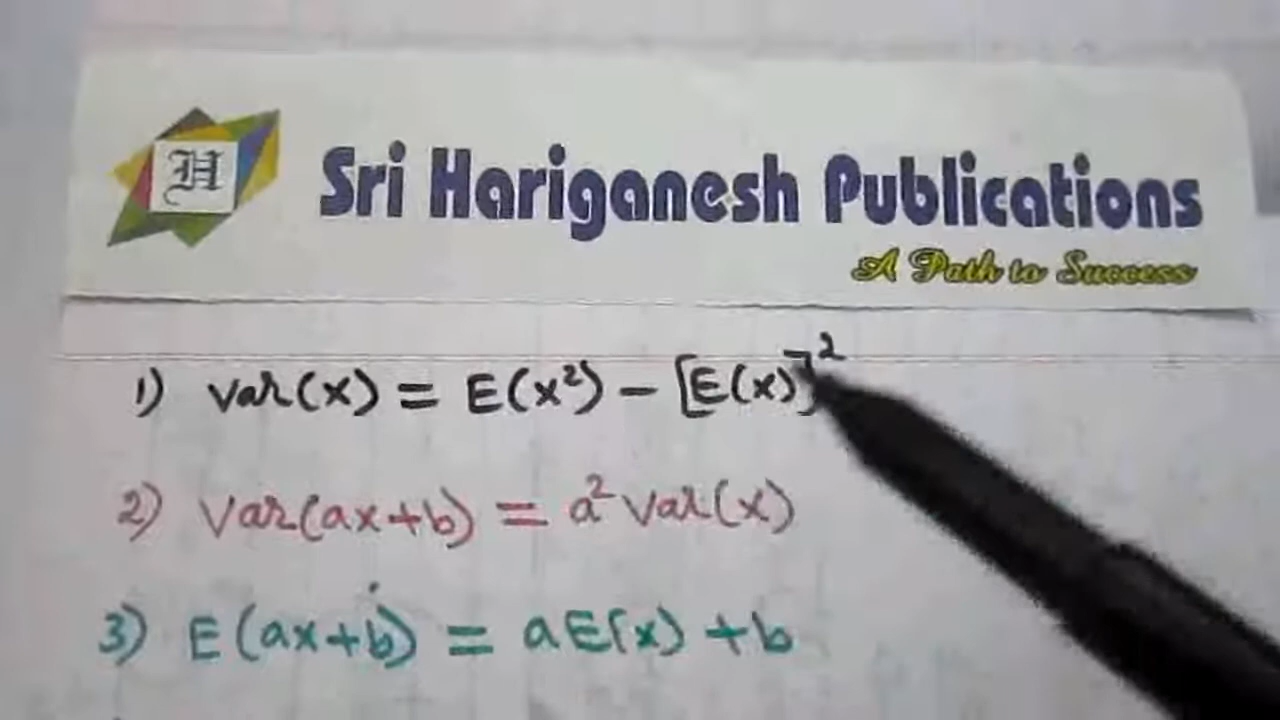 H
Sri Hariganesh Publications
A Path to Success
1) Var(x) = E(x²) - [E(x)]²
2) Var(ax+b) = a² Var(x)
3) E(ax+b) = aE(x) + b